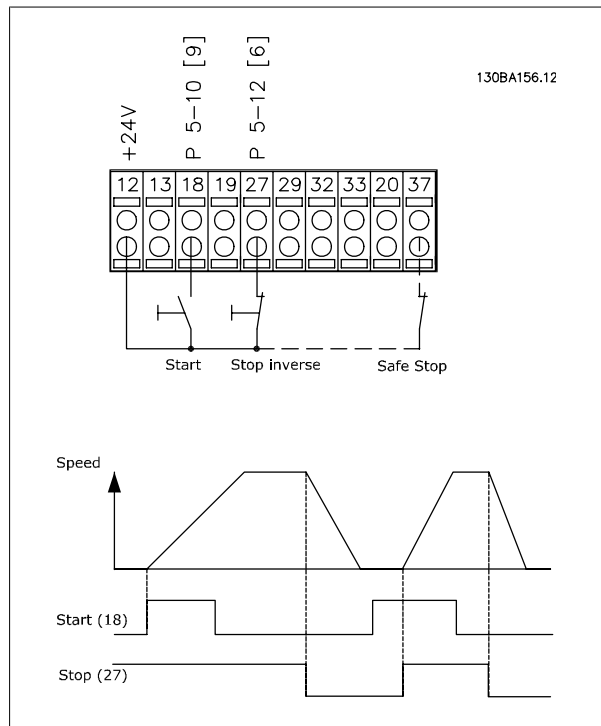 130BA156.12
+24V
P 5-10 [9]
P 5-12 [6]
12 13 18 19 27 29 32 33 20 37
Start
Stop inverse
Safe Stop
Speed
Start (18)
Stop (27)